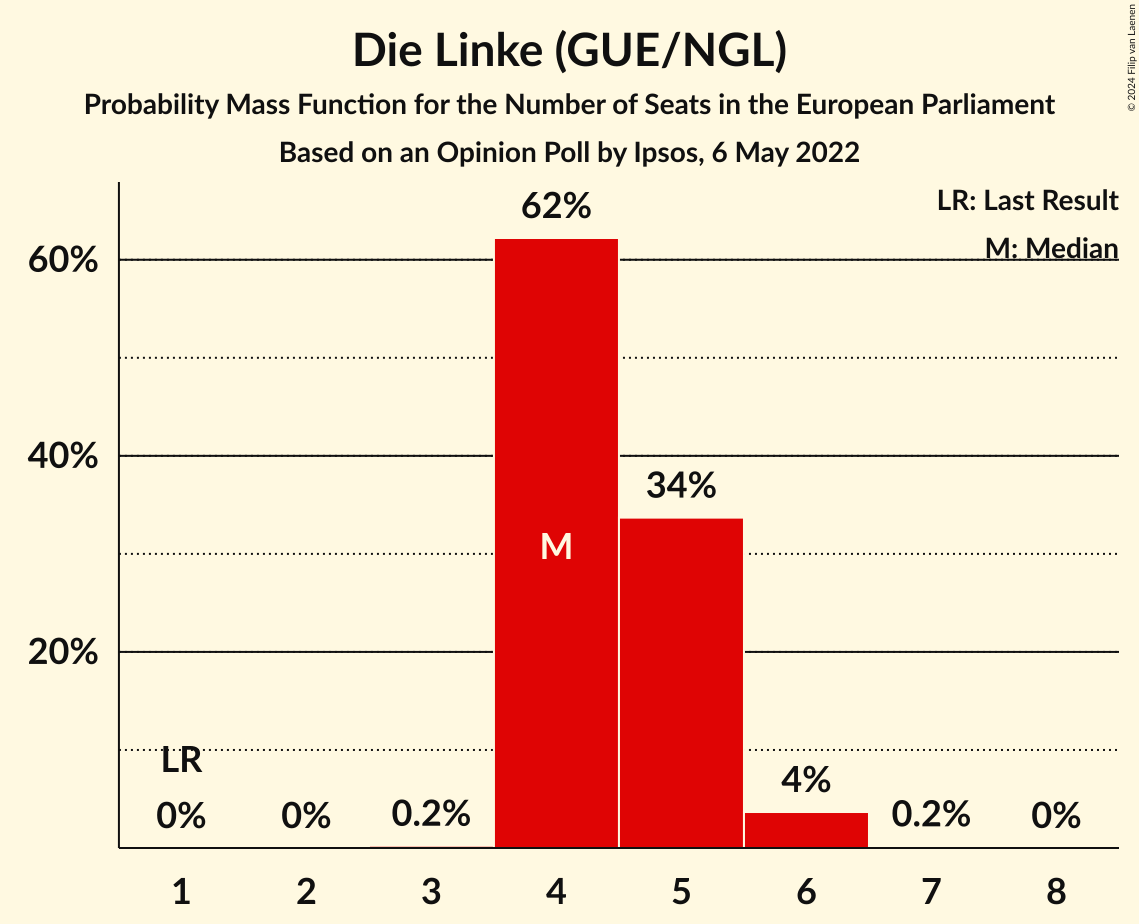 Die Linke (GUE/NGL)
Probability Mass Function for the Number of Seats in the European Parliament
Based on an Opinion Poll by Ipsos, 6 May 2022
© 2024 Filip van Laenen
LR: Last Result
M: Median
60%
40%
20%
62%
34%
M
LR
0%
0%
0.2%
4%
0.2%
0%
1
2
3
4
5
6
7
8